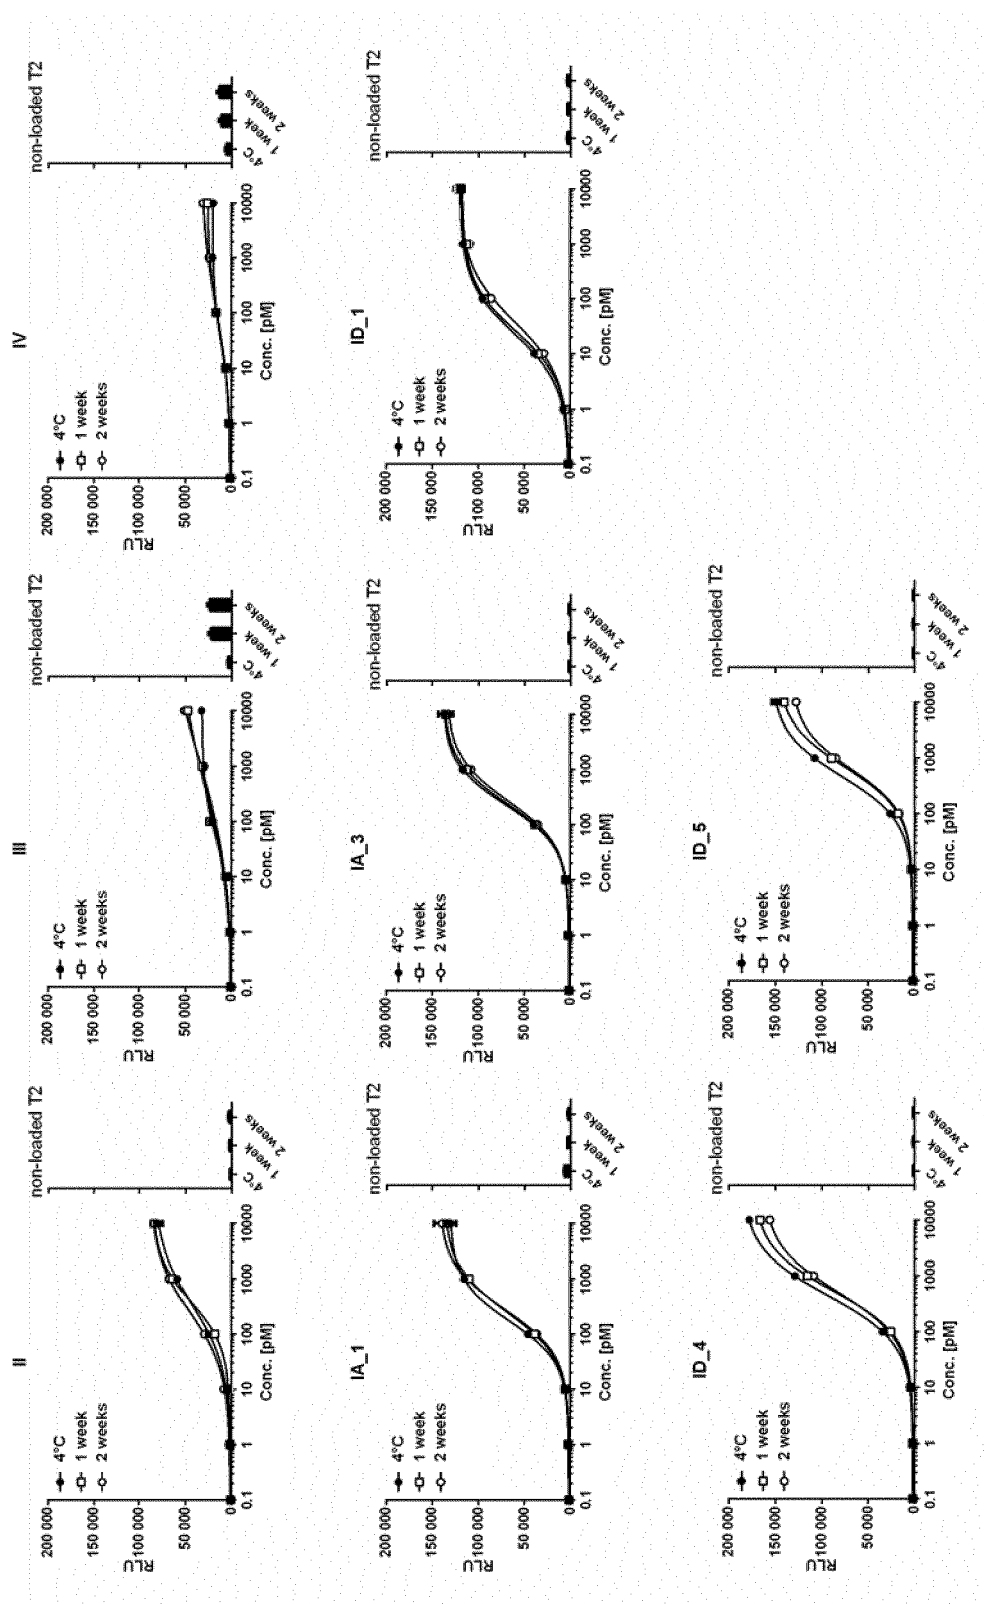 II
200 000
150 000
100 000
50 000
0
RLU
4°C
1 week
2 weeks
0.1
1
10
100
1000
10000
Conc. [pM]
non-loaded T2
4°C
1 week
2 weeks
III
200 000
150 000
100 000
50 000
0
RLU
4°C
1 week
2 weeks
0.1
1
10
100
1000
10000
Conc. [pM]
non-loaded T2
4°C
1 week
2 weeks
IV
200 000
150 000
100 000
50 000
0
RLU
4°C
1 week
2 weeks
0.1
1
10
100
1000
10000
Conc. [pM]
non-loaded T2
4°C
1 week
2 weeks
IA_1
200 000
150 000
100 000
50 000
0
RLU
4°C
1 week
2 weeks
0.1
1
10
100
1000
10000
Conc. [pM]
non-loaded T2
4°C
1 week
2 weeks
IA_3
200 000
150 000
100 000
50 000
0
RLU
4°C
1 week
2 weeks
0.1
1
10
100
1000
10000
Conc. [pM]
non-loaded T2
4°C
1 week
2 weeks
ID_1
200 000
150 000
100 000
50 000
0
RLU
4°C
1 week
2 weeks
0.1
1
10
100
1000
10000
Conc. [pM]
non-loaded T2
4°C
1 week
2 weeks
ID_4
200 000
150 000
100 000
50 000
0
RLU
4°C
1 week
2 weeks
0.1
1
10
100
1000
10000
Conc. [pM]
non-loaded T2
4°C
1 week
2 weeks
ID_5
200 000
150 000
100 000
50 000
0
RLU
4°C
1 week
2 weeks
0.1
1
10
100
1000
10000
Conc. [pM]
non-loaded T2
4°C
1 week
2 weeks